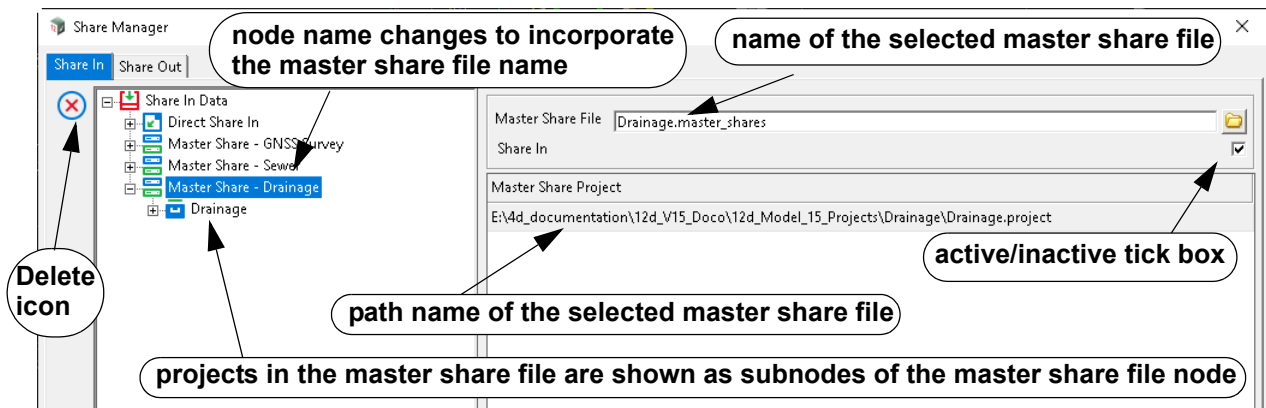 Share Manager
node name changes to incorporate
the master share file name
name of the selected master share file
Share In
Share Out
Share In Data
Direct Share In
Master Share - GNSS Survey
Master Share - Sewer
Master Share - Drainage
Drainage
Master Share File
Drainage.master_shares
Share In
Master Share Project
E:\4d_documentation\12d_V15_Doco\12d_Model_15_Projects\Drainage\Drainage.project
active/inactive tick box
Delete
icon
path name of the selected master share file
projects in the master share file are shown as subnodes of the master share file node